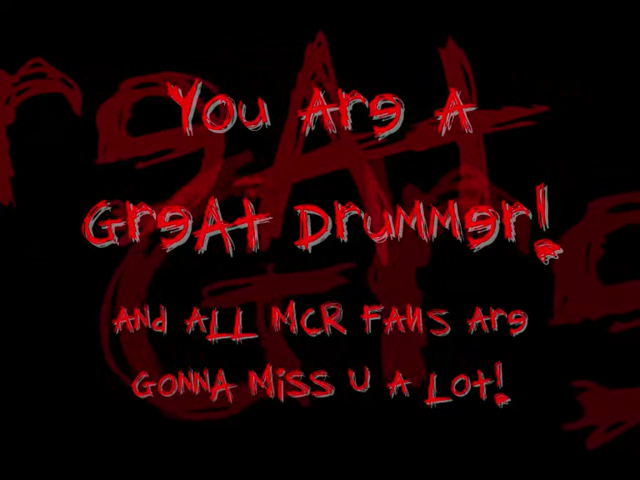 You Are A
Great Drummer!
And ALL MCR FANS Are
GONNA MiSS U A Lot!